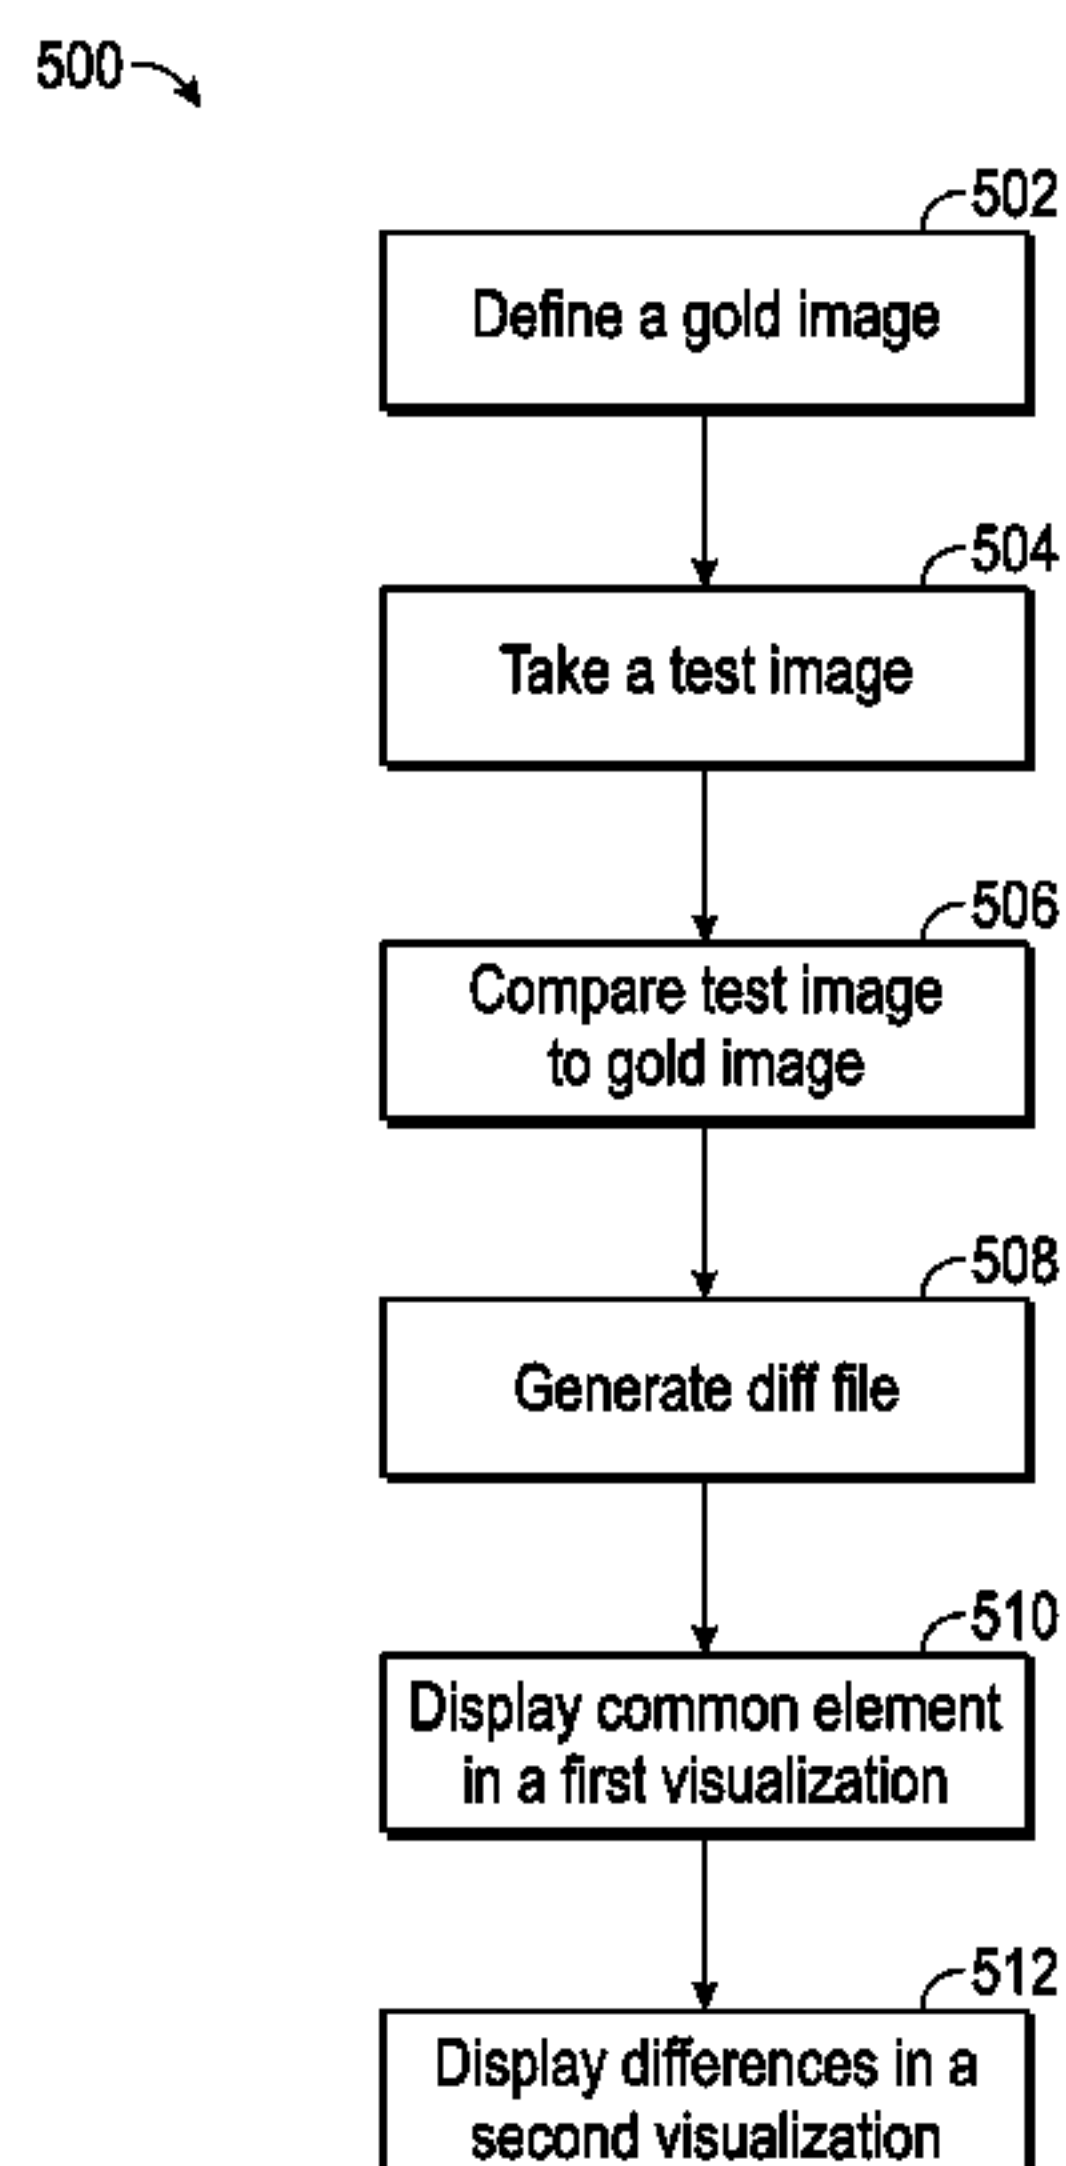 500
502
Define a gold image
504
Take a test image
506
Compare test image
to gold image
508
Generate diff file
510
Display common element
in a first visualization
512
Display differences in a
second visualization